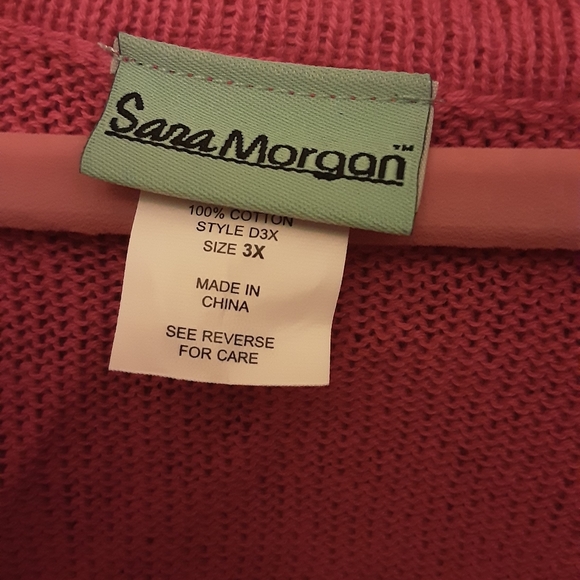 Sara Morgan™
100% COTTON
STYLE D3X
SIZE 3X
MADE IN
CHINA
SEE REVERSE
FOR CARE